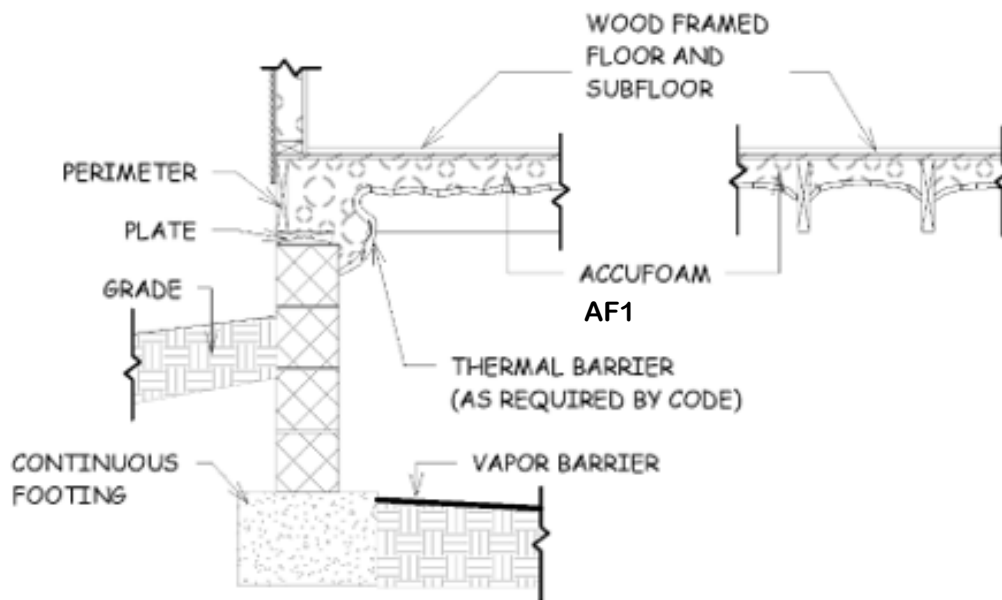 WOOD FRAMED
FLOOR AND
SUBFLOOR
PERIMETER
PLATE
GRADE
ACCUFOAM
AF1
THERMAL BARRIER
(AS REQUIRED BY CODE)
CONTINUOUS
FOOTING
VAPOR BARRIER